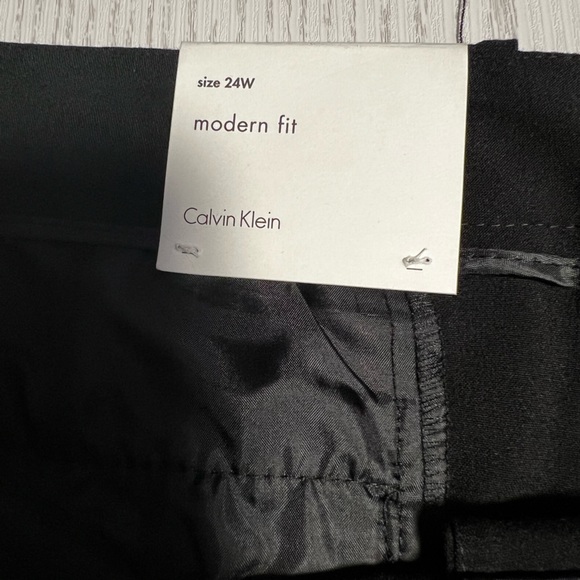 size 24W
modern fit
Calvin Klein